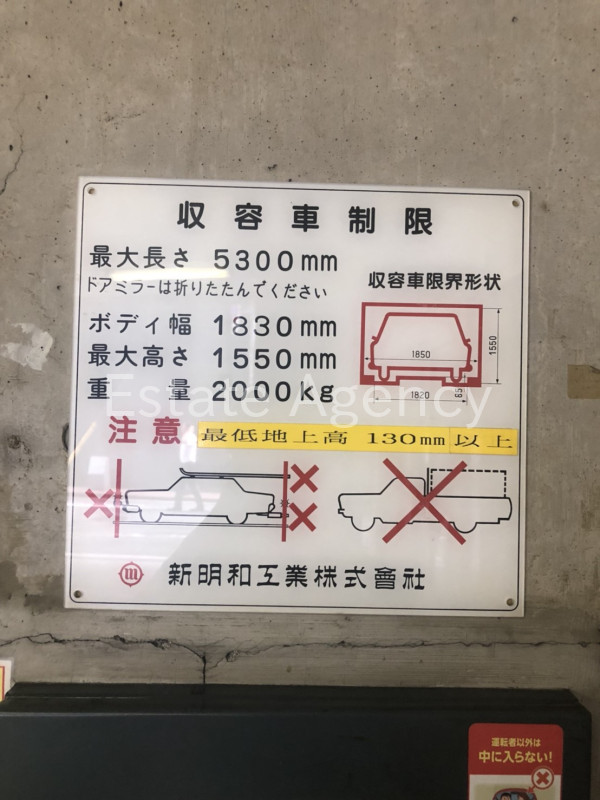 収容車制限
最大長さ 5300mm
ドアミラーは折りたたんでください
収容車限界形状
ボディ幅 1830mm
最大高さ 1550mm
重量 2000kg
1850
1550
1820
85
Estate Agency
注意 最低地上高 130mm 以上
新明和工業株式會社
運転者以外は
中に入らない!